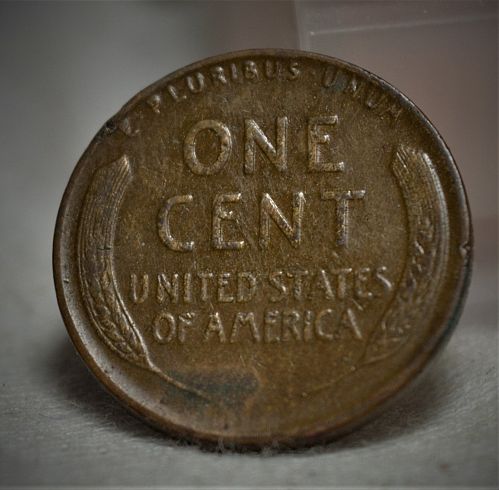 E PLURIBUS UNUM
ONE
CENT
UNITED STATES
OF AMERICA